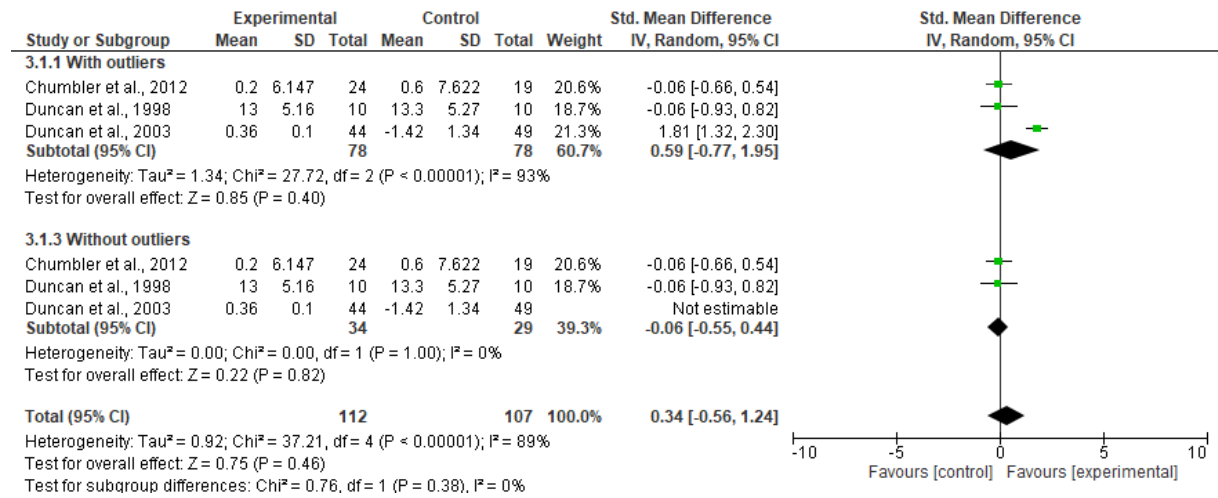 Experimental Control Std. Mean Difference Std. Mean Difference
Study or Subgroup Mean SD Total Mean SD Total Weight IV, Random, 95% CI IV, Random, 95% CI
3.1.1 With outliers
Chumbler et al., 2012 0.2 6.147 24 0.6 7.622 19 20.6% -0.06 [-0.66, 0.54]
Duncan et al., 1998 13 5.16 10 13.3 5.27 10 18.7% -0.06 [-0.93, 0.82]
Duncan et al., 2003 0.36 0.1 44 -1.42 1.34 49 21.3% 1.81 [1.32, 2.30]
Subtotal (95% CI) 78 78 60.7% 0.59 [-0.77, 1.95]
Heterogeneity: Tau² = 1.34; Chi² = 27.72, df = 2 (P < 0.00001); I² = 93%
Test for overall effect: Z = 0.85 (P = 0.40)
3.1.3 Without outliers
Chumbler et al., 2012 0.2 6.147 24 0.6 7.622 19 20.6% -0.06 [-0.66, 0.54]
Duncan et al., 1998 13 5.16 10 13.3 5.27 10 18.7% -0.06 [-0.93, 0.82]
Duncan et al., 2003 0.36 0.1 44 -1.42 1.34 49 Not estimable
Subtotal (95% CI) 34 29 39.3% -0.06 [-0.55, 0.44]
Heterogeneity: Tau² = 0.00; Chi² = 0.00, df = 1 (P = 1.00); I² = 0%
Test for overall effect: Z = 0.22 (P = 0.82)
Total (95% CI) 112 107 100.0% 0.34 [-0.56, 1.24]
Heterogeneity: Tau² = 0.92; Chi² = 37.21, df = 4 (P < 0.00001); I² = 89%
Test for overall effect: Z = 0.75 (P = 0.46)
Test for subgroup differences: Chi² = 0.76, df = 1 (P = 0.38), I² = 0%
-10 -5 0 5 10
Favours [control] Favours [experimental]